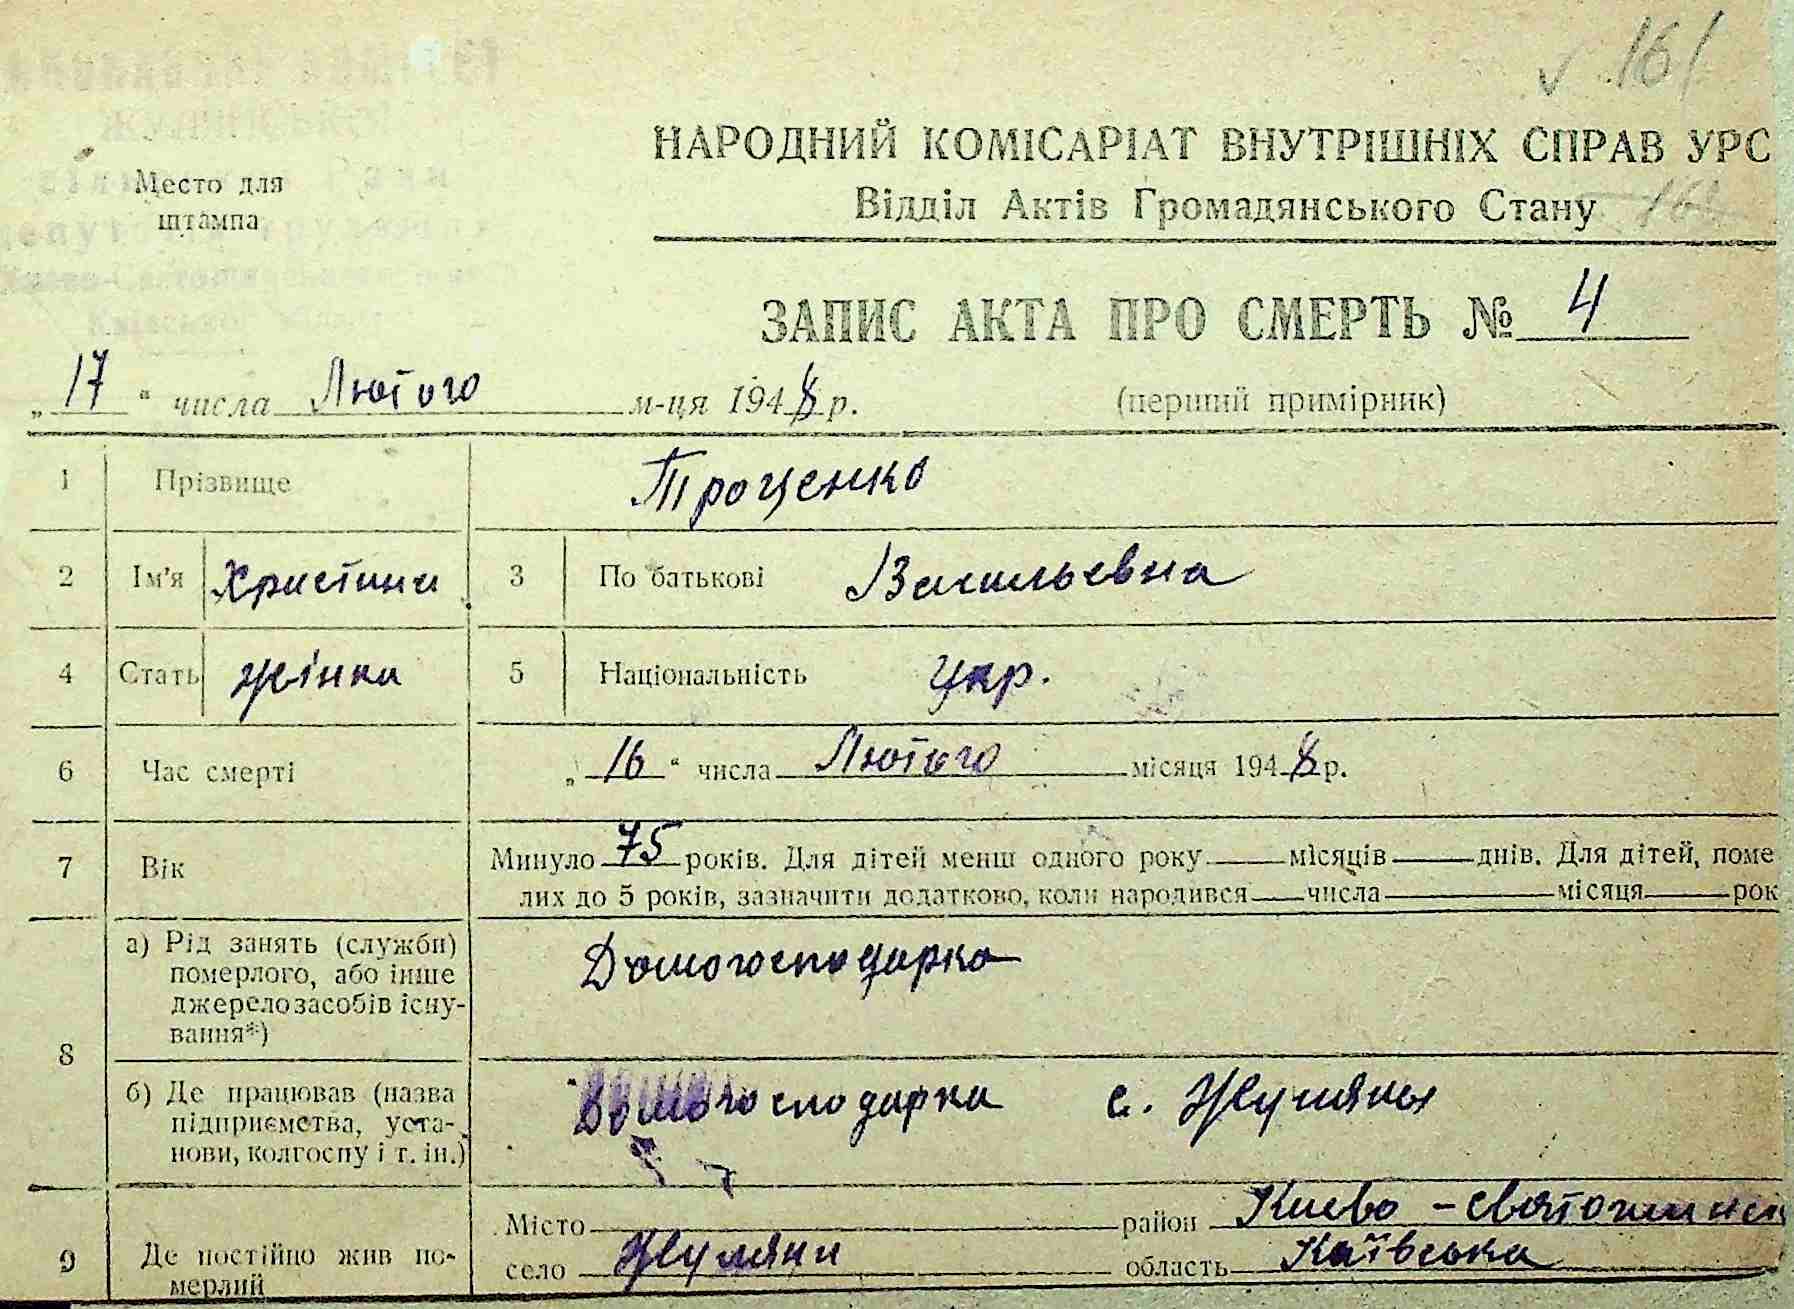 161
НАРОДНИЙ КОМІСАРІАТ ВНУТРІШНІХ СПРАВ УРС
Место для
штампа
Відділ Актів Громадянського Стану
ЗАПИС АКТА ПРО СМЕРТЬ № 4
„17“ числа Лютого м-ця 1948 р. (перший примірник)
1 Прізвище Троценко
2 Ім'я Христина 3 По батькові Васильевна
4 Стать жінка 5 Національність Укр.
6 Час смерті „16“ числа Лютого місяця 1948 р.
7 Вік Минуло 75 років. Для дітей менш одного року — місяців — днів. Для дітей, поме
лих до 5 років, зазначити додатково, коли народився — числа — місяця — рок
8 а) Рід занять (служби)
померлого, або інше
джерело засобів існу-
вання*) Домогосподарка
б) Де працював (назва
підприємства, уста-
нови, колгоспу і т. ін.) Домогосподарка с. Жуляны
9 Де постійно жив по-
мерлий Місто район Киево-Святошинськ
село Жуляни область Київська